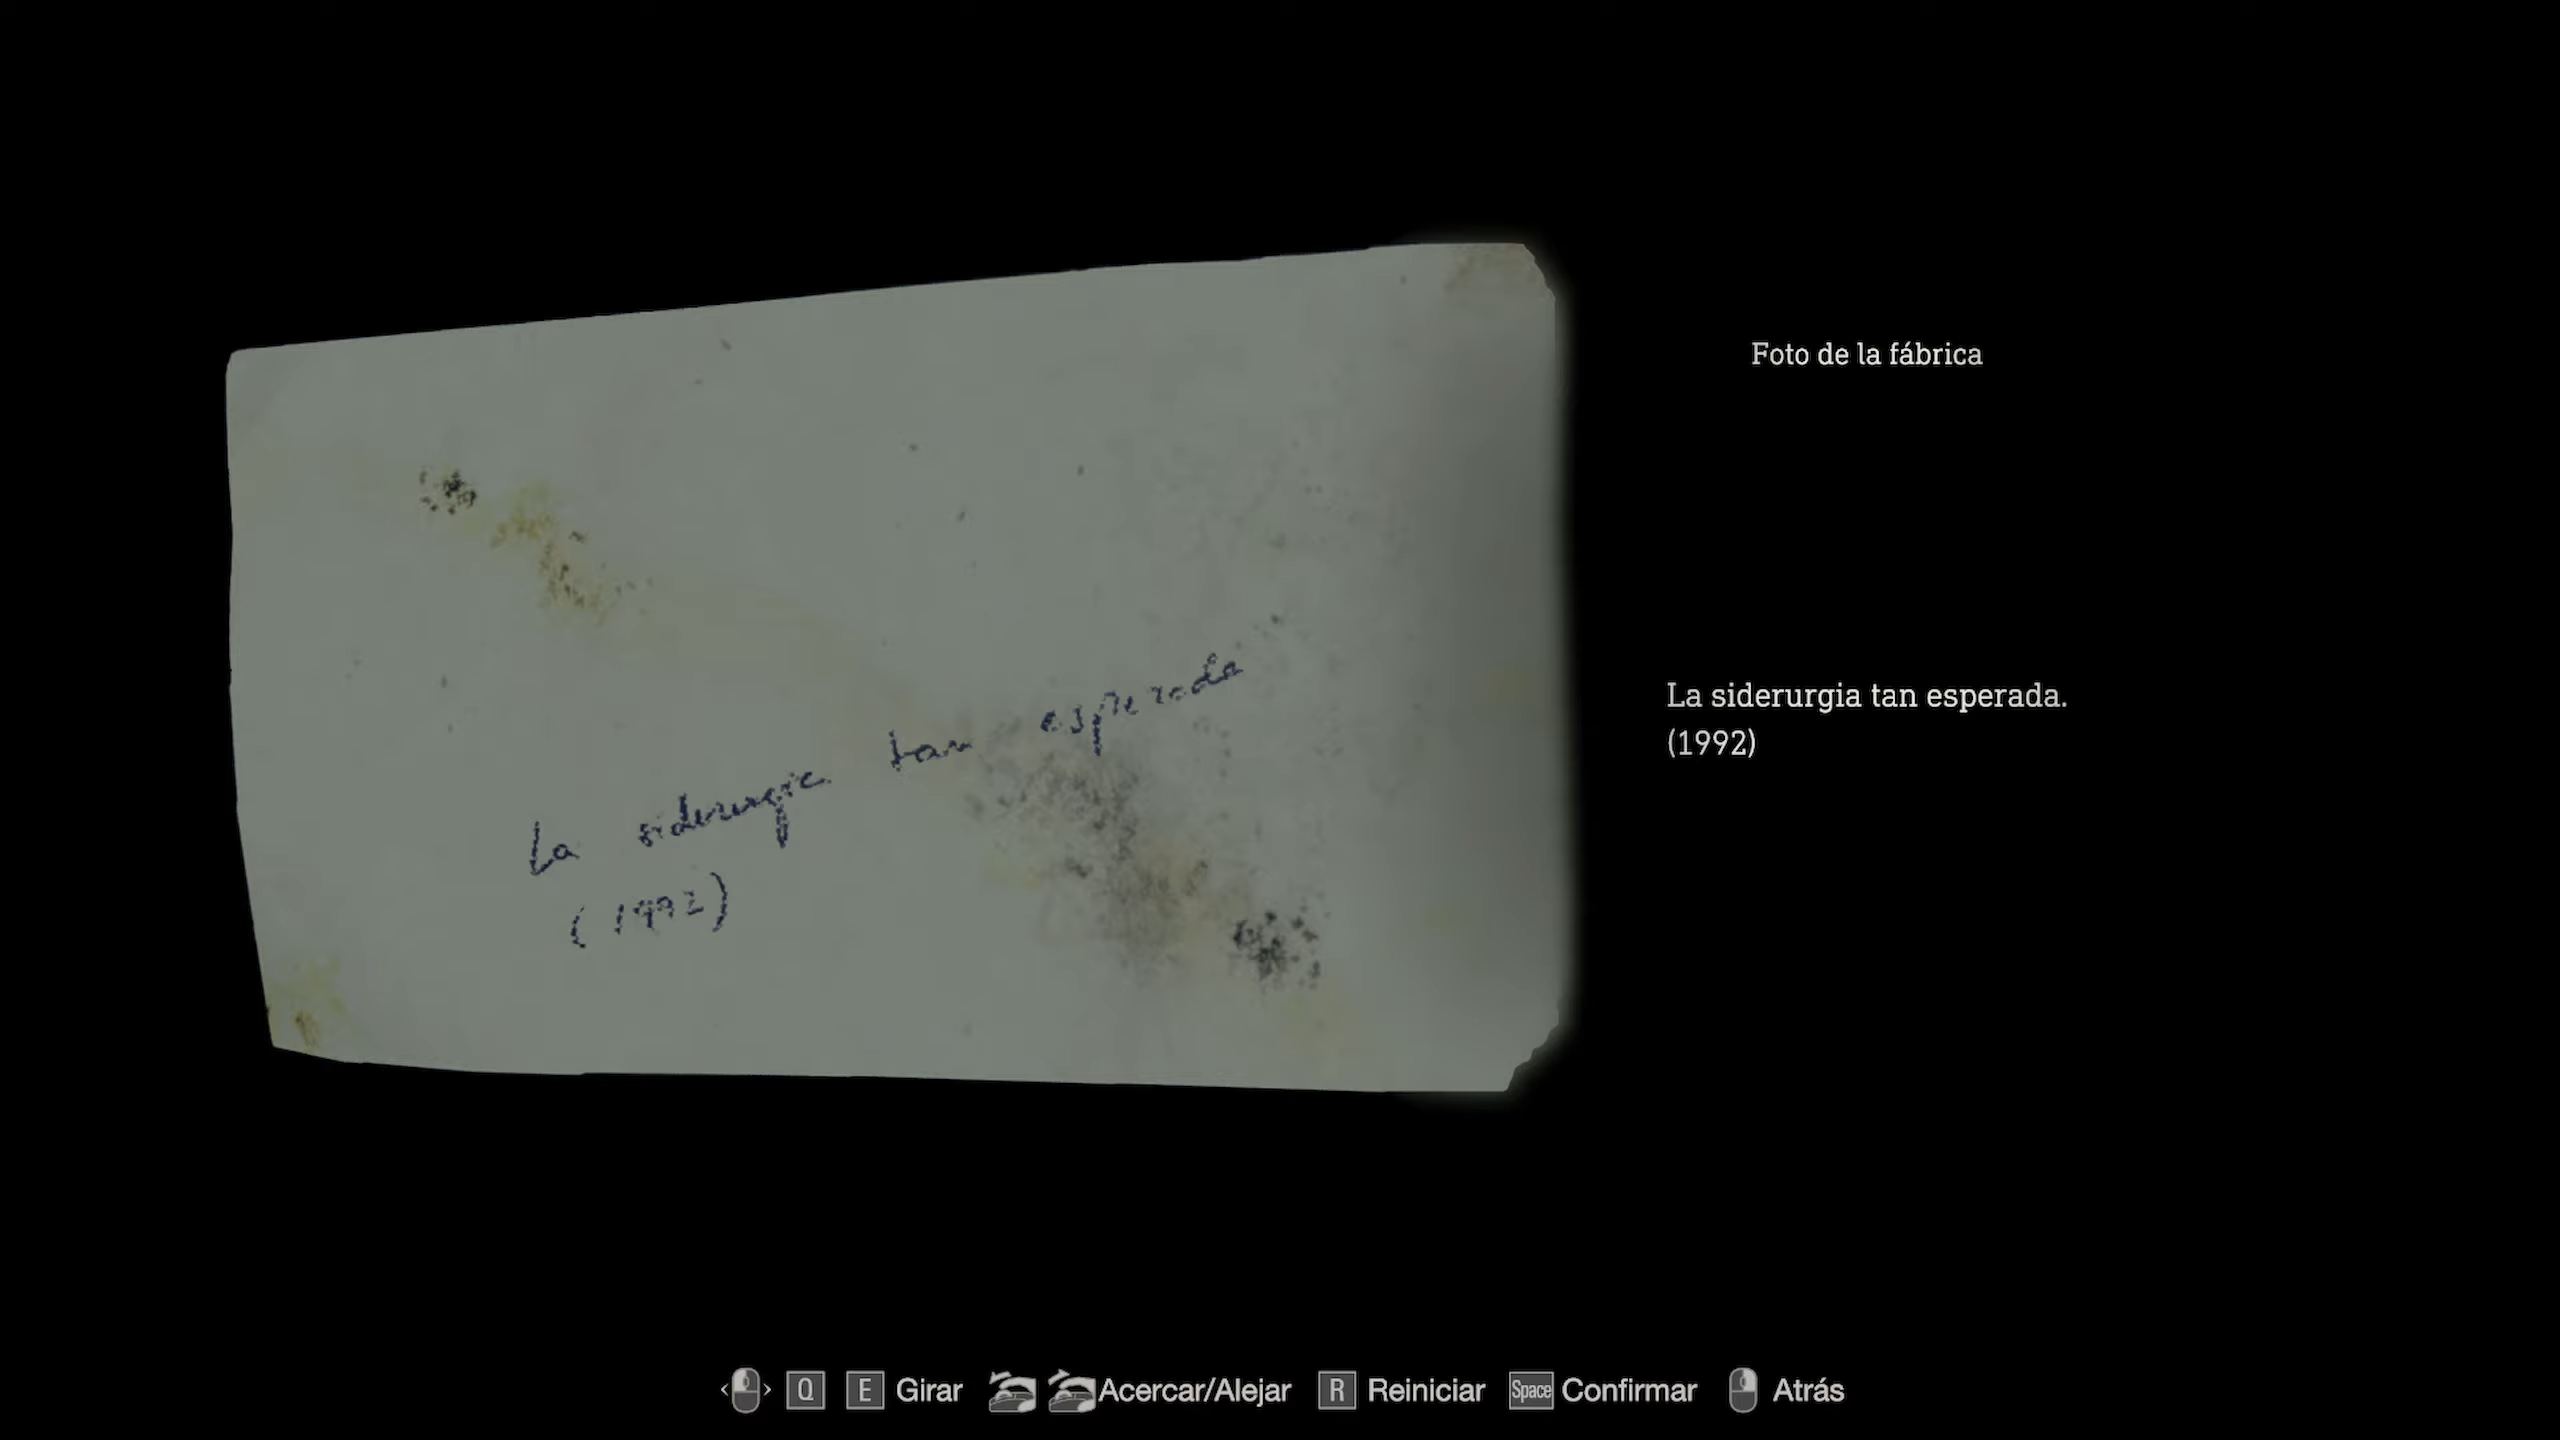 Foto de la fábrica
La siderurgia tan esperada
(1992)
La siderurgia tan esperada.
(1992)
Q E Girar Acercar/Alejar R Reiniciar Space Confirmar Atrás